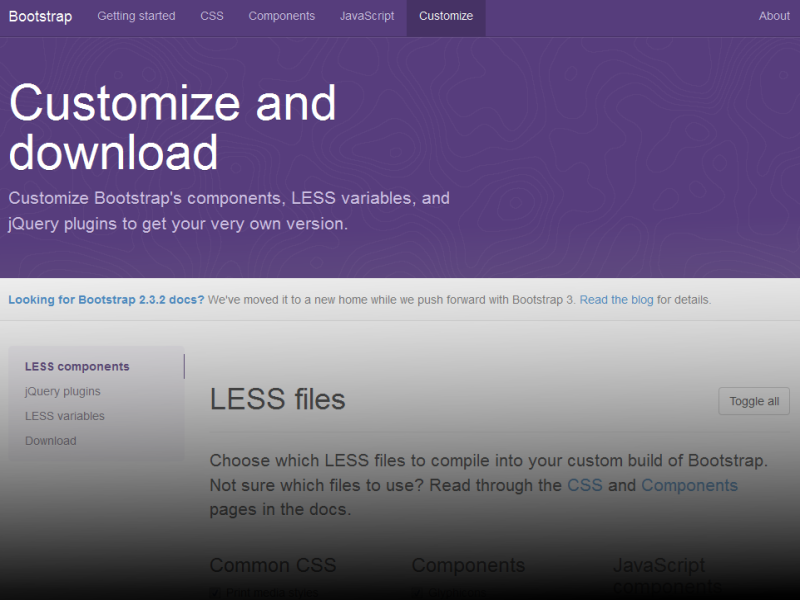 Bootstrap Getting started CSS Components JavaScript Customize About
Customize and
download
Customize Bootstrap's components, LESS variables, and
jQuery plugins to get your very own version.
Looking for Bootstrap 2.3.2 docs? We've moved it to a new home while we push forward with Bootstrap 3. Read the blog for details.
LESS components
jQuery plugins
LESS variables
Download
LESS files
Toggle all
Choose which LESS files to compile into your custom build of Bootstrap.
Not sure which files to use? Read through the CSS and Components
pages in the docs.
Common CSS
Components
JavaScript
components
Print media styles